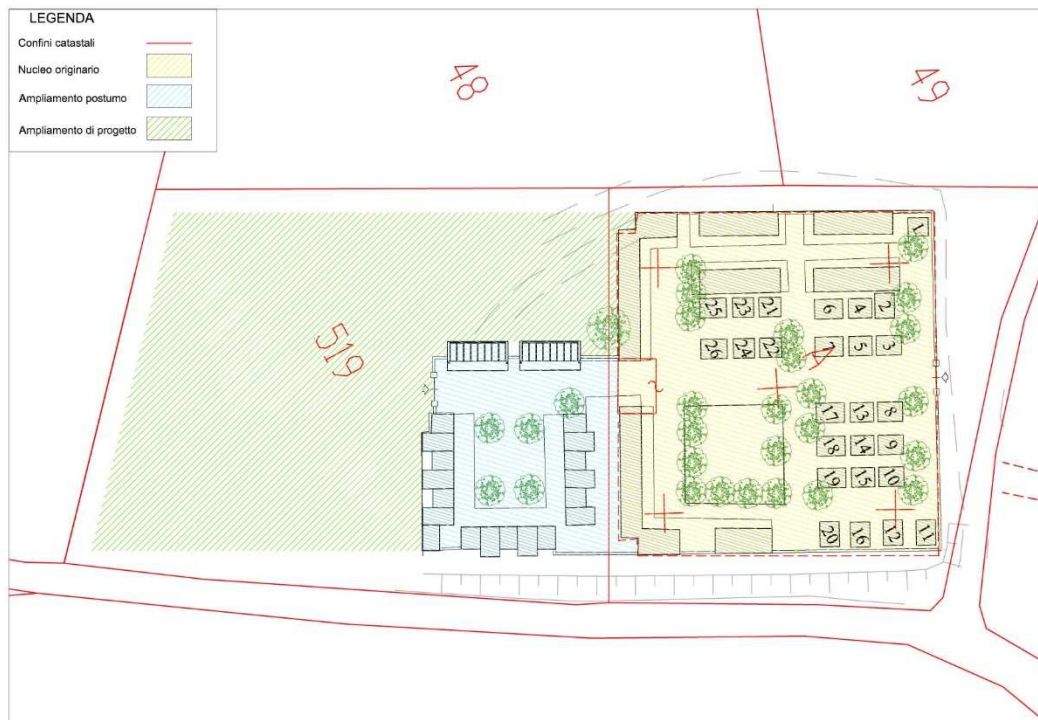 LEGENDA
Confini catastali
Nucleo originario
Ampliamento postumo
Ampliamento di progetto
48
49
519
1
25 23 21 6 4 2
26 24 22 7 5 3
A
17 13 8
18 14 9
19 15 10
20 16 12 11